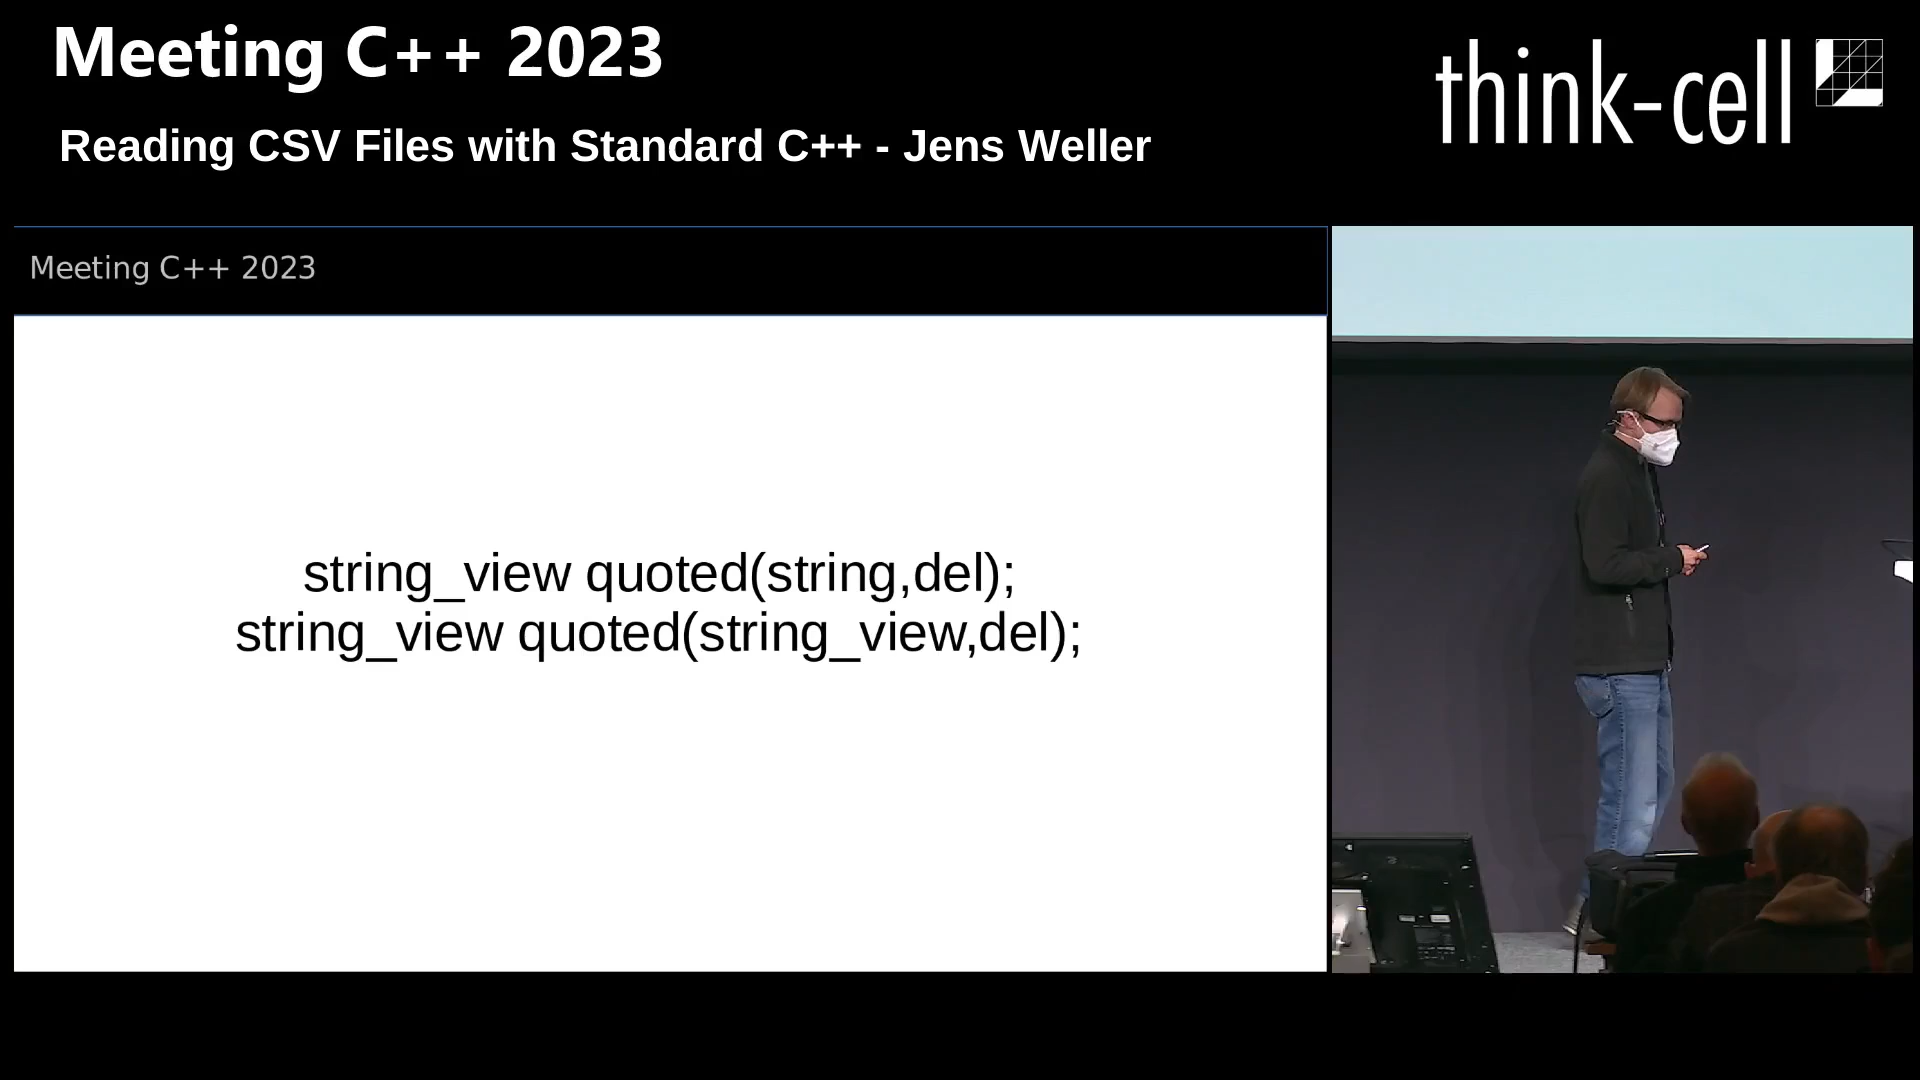 Meeting C++ 2023
think-cell
Reading CSV Files with Standard C++ - Jens Weller
Meeting C++ 2023
string_view quoted(string,del);
string_view quoted(string_view,del);